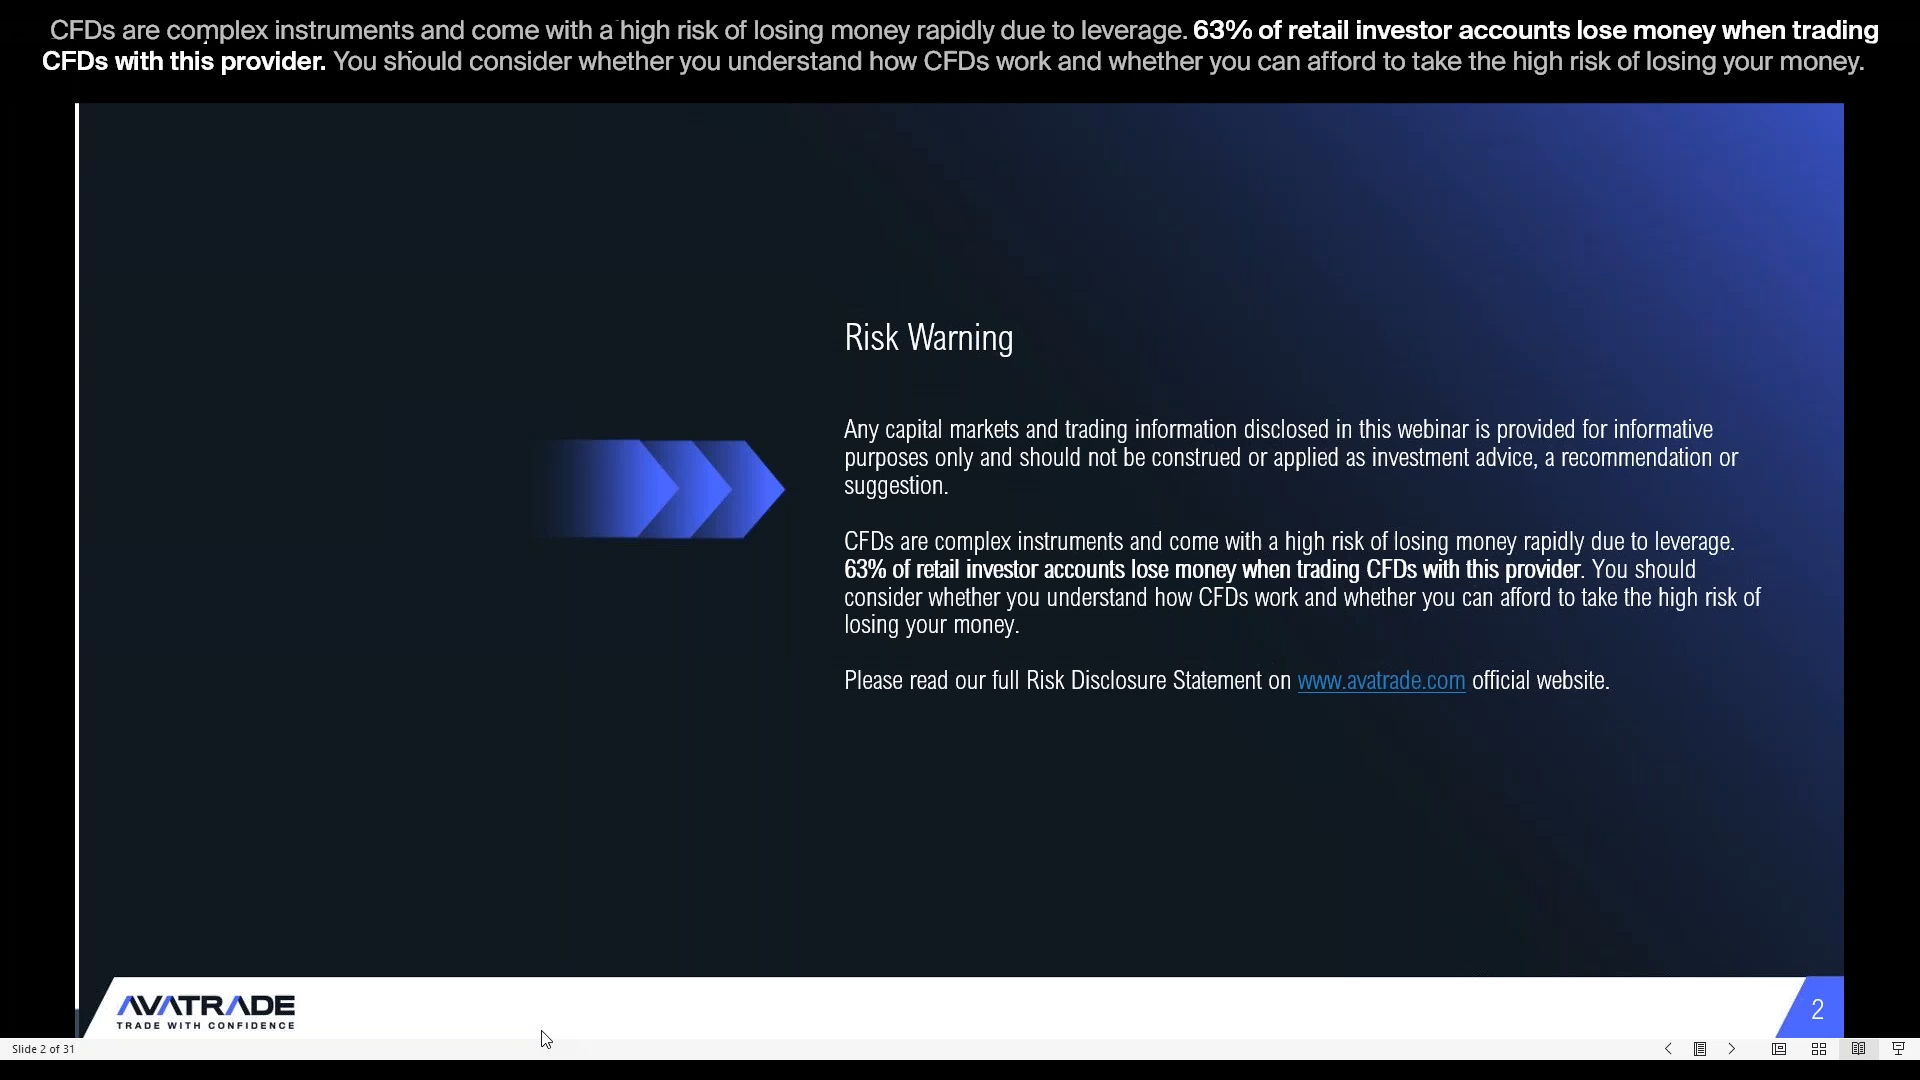 CFDs are complex instruments and come with a high risk of losing money rapidly due to leverage. 63% of retail investor accounts lose money when trading
CFDs with this provider. You should consider whether you understand how CFDs work and whether you can afford to take the high risk of losing your money.
Risk Warning
Any capital markets and trading information disclosed in this webinar is provided for informative
purposes only and should not be construed or applied as investment advice, a recommendation or
suggestion.
CFDs are complex instruments and come with a high risk of losing money rapidly due to leverage.
63% of retail investor accounts lose money when trading CFDs with this provider. You should
consider whether you understand how CFDs work and whether you can afford to take the high risk of
losing your money.
Please read our full Risk Disclosure Statement on www.avatrade.com official website.
AVATRADE
TRADE WITH CONFIDENCE
2
Slide 2 of 31